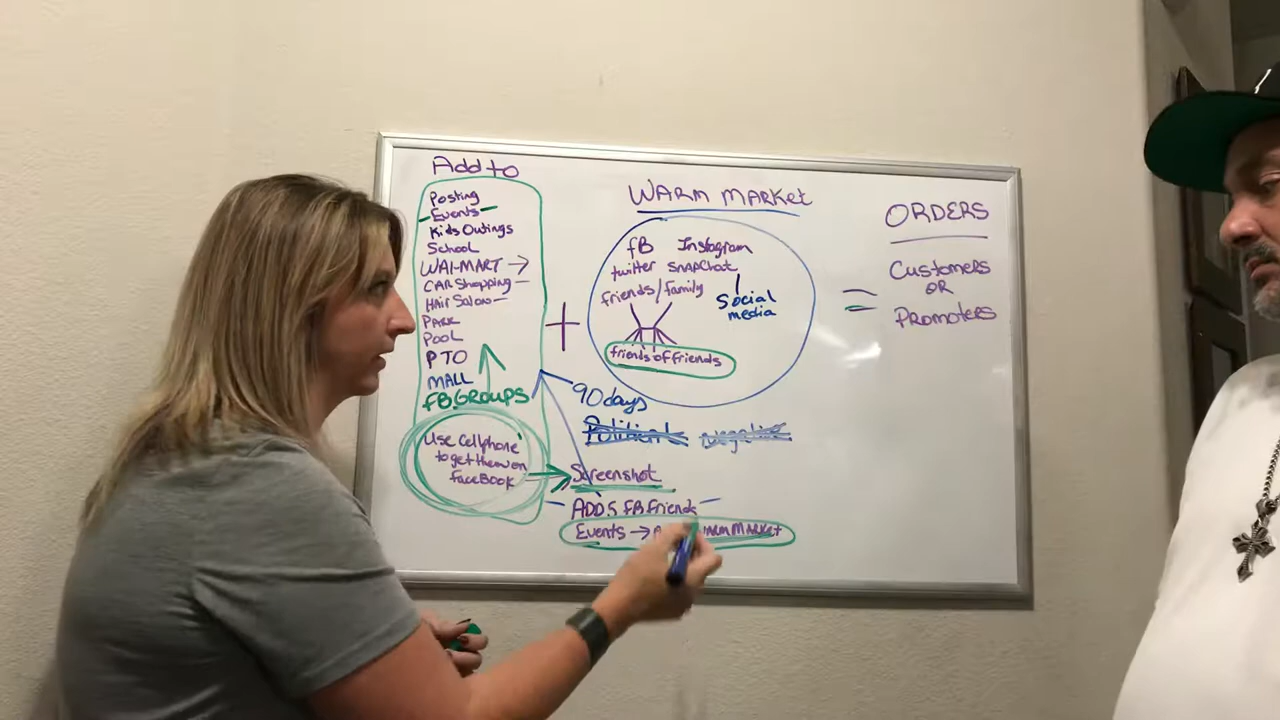 Add to
Posting
Events
Kids Outings
School
WAl-MART →
CAR Shopping
Hair Salon
PARK
POOL
PTO
MALL
FB GROUPS
Use Cellphone
to get them on
FaceBook
+
WARM MARKET
fB Instagram
twitter SNAPChat
friends/family
Social
media
friends of friends
90 days
Political negative
Screenshot
ADD 5 FB Friends
Events → MARKET
=
ORDERS
Customers
OR
Promoters